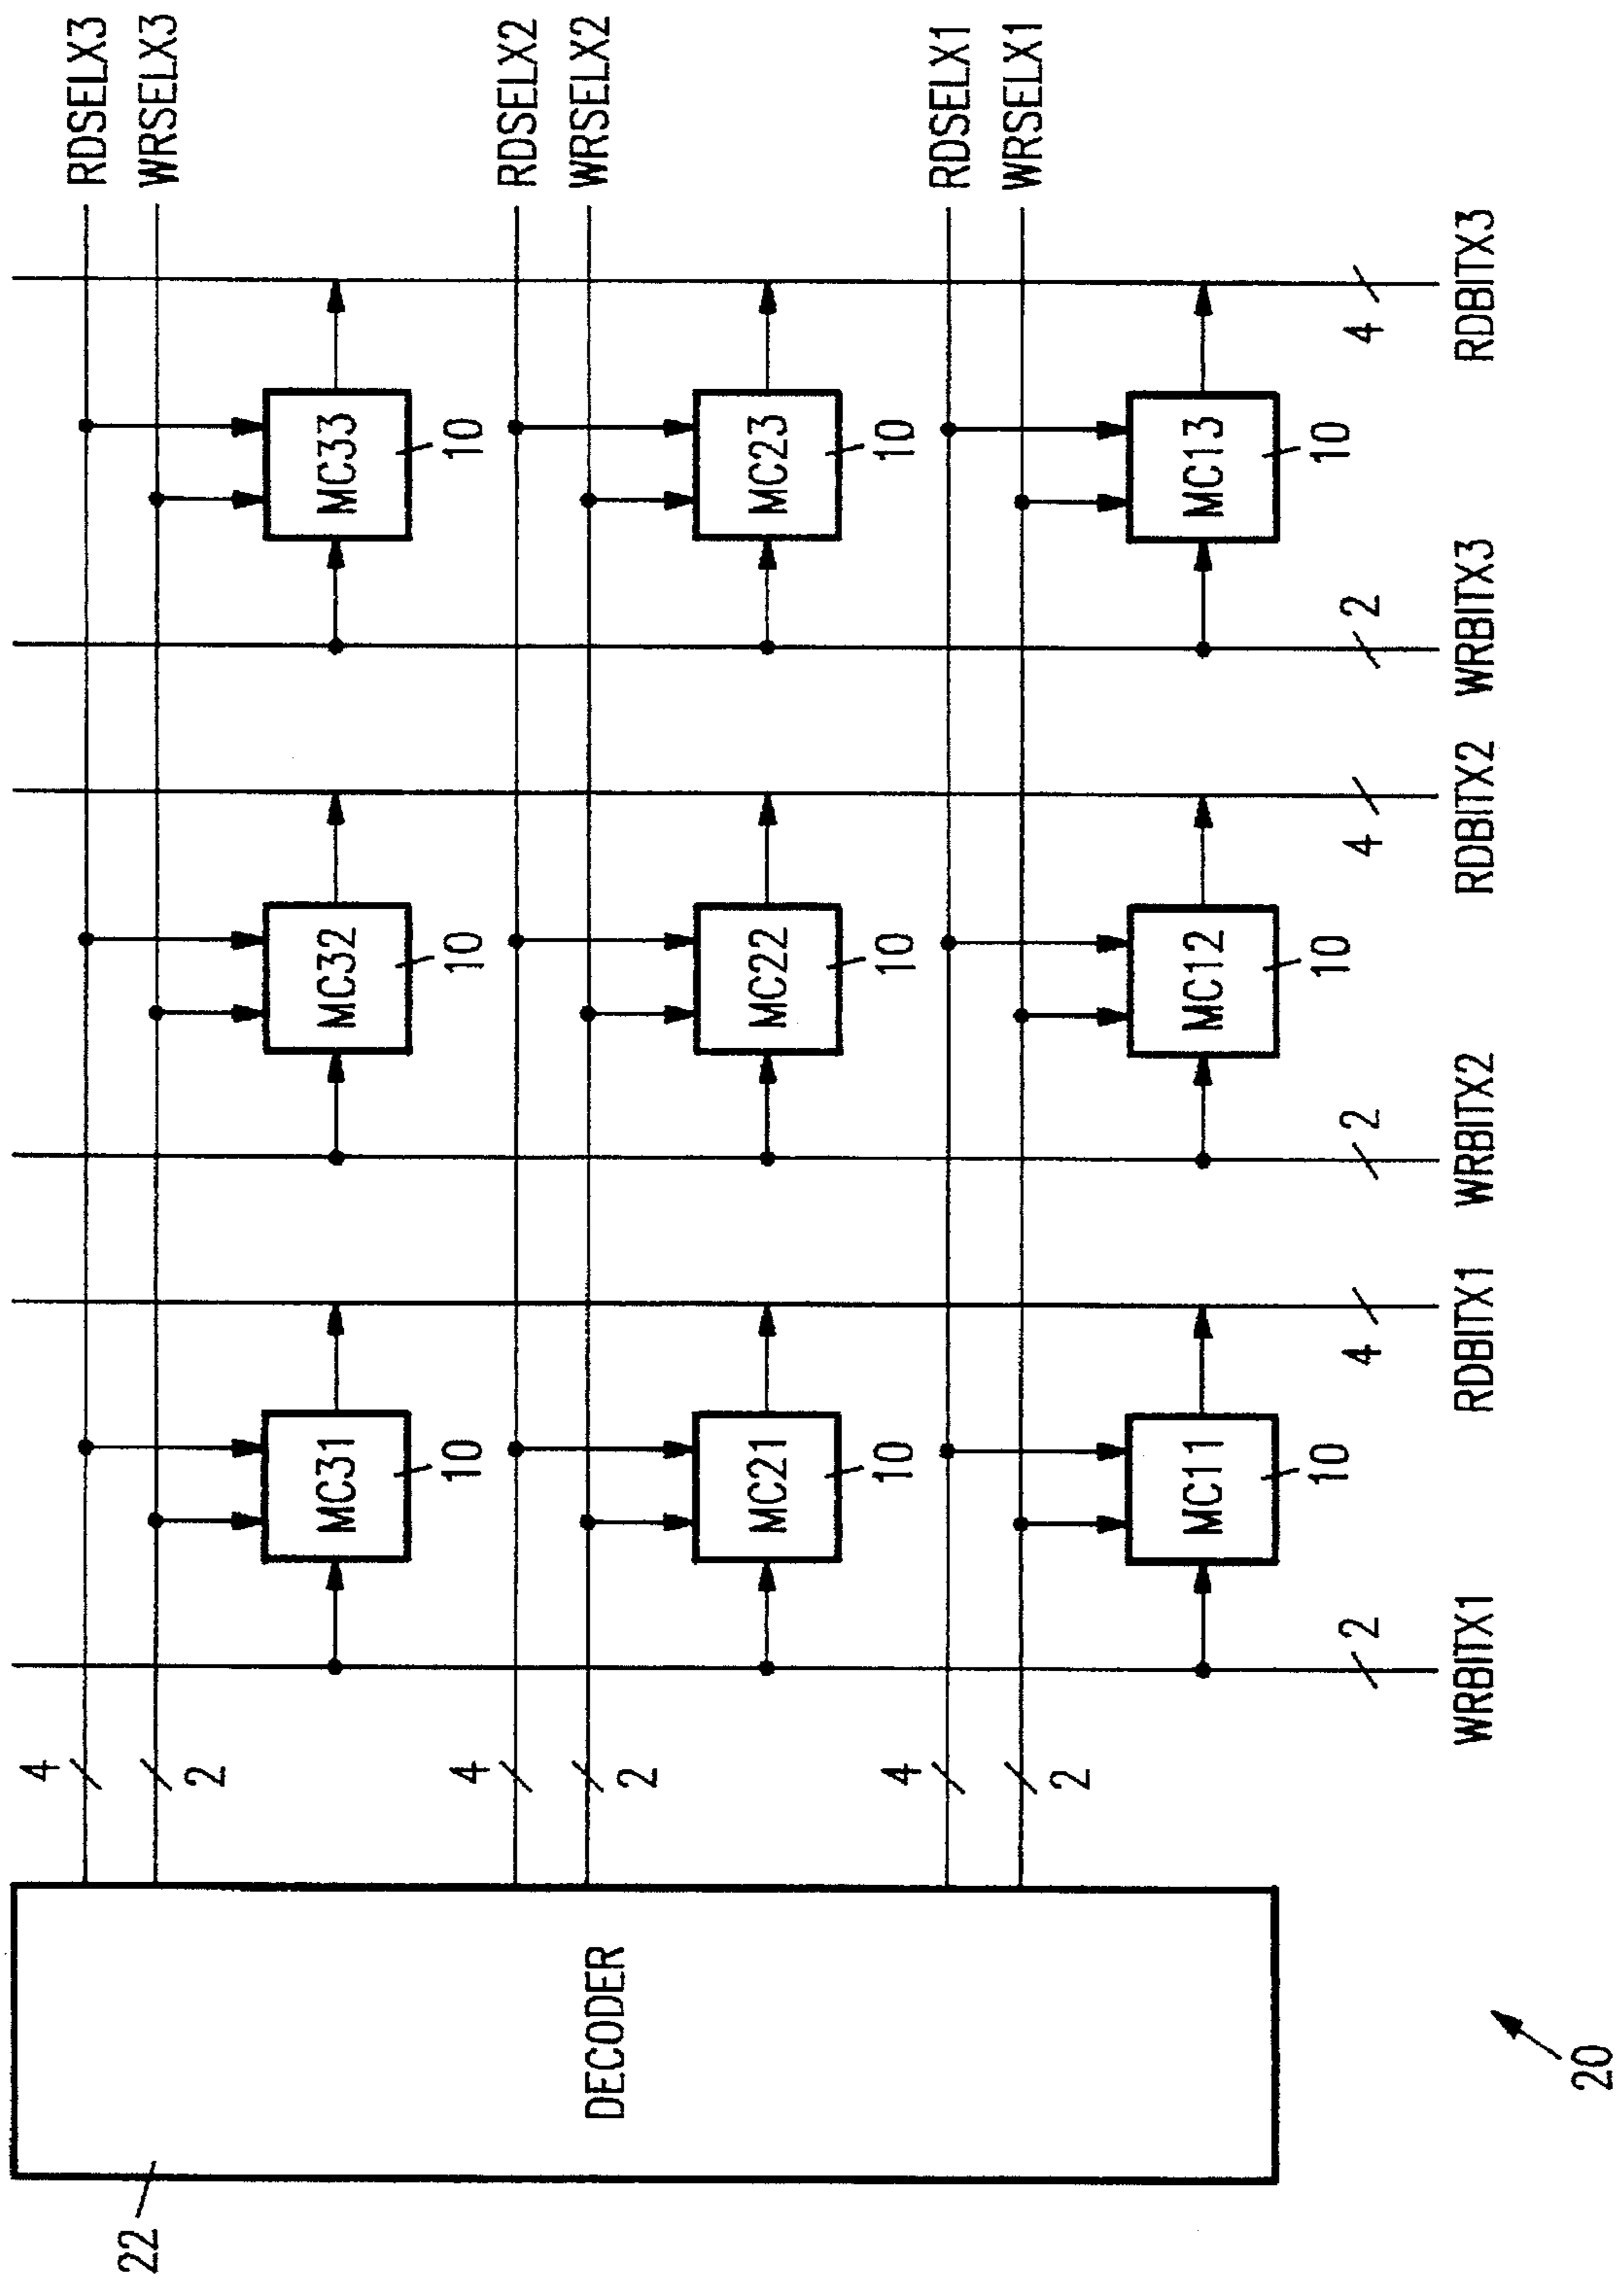 4
RDSELX3
22
WRSELX3
2
MC31 MC32 MC33
10 10 10
4
RDSELX2
WRSELX2
DECODER
2
MC21 MC22 MC23
10 10 10
4
RDSELX1
WRSELX1
2
MC11 MC12 MC13
10 10 10
2 4 2 4 2 4
WRBITX1 RDBITX1 WRBITX2 RDBITX2 WRBITX3 RDBITX3
20